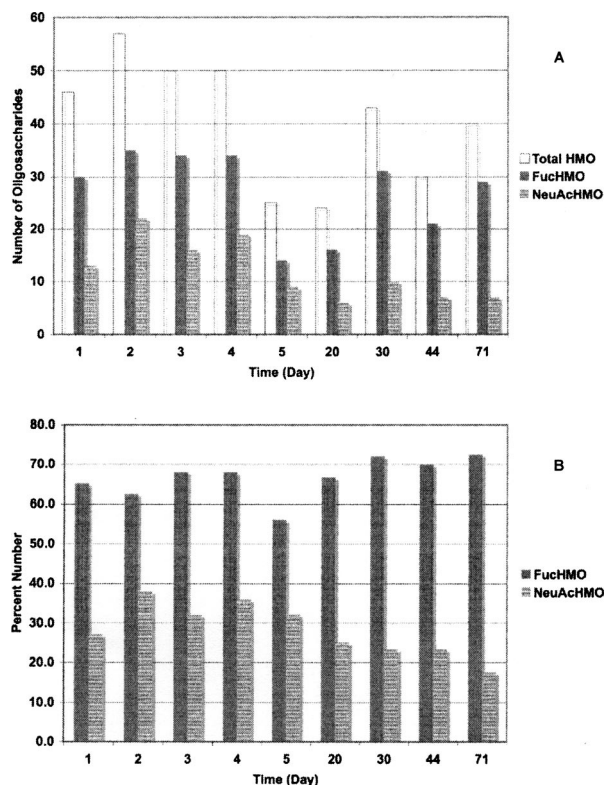 60
50
40
30
20
10
0
Number of Oligosaccharides
A
Total HMO
FucHMO
NeuAcHMO
1 2 3 4 5 20 30 44 71
Time (Day)
80.0
70.0
60.0
50.0
40.0
30.0
20.0
10.0
0.0
Percent Number
B
FucHMO
NeuAcHMO
1 2 3 4 5 20 30 44 71
Time (Day)